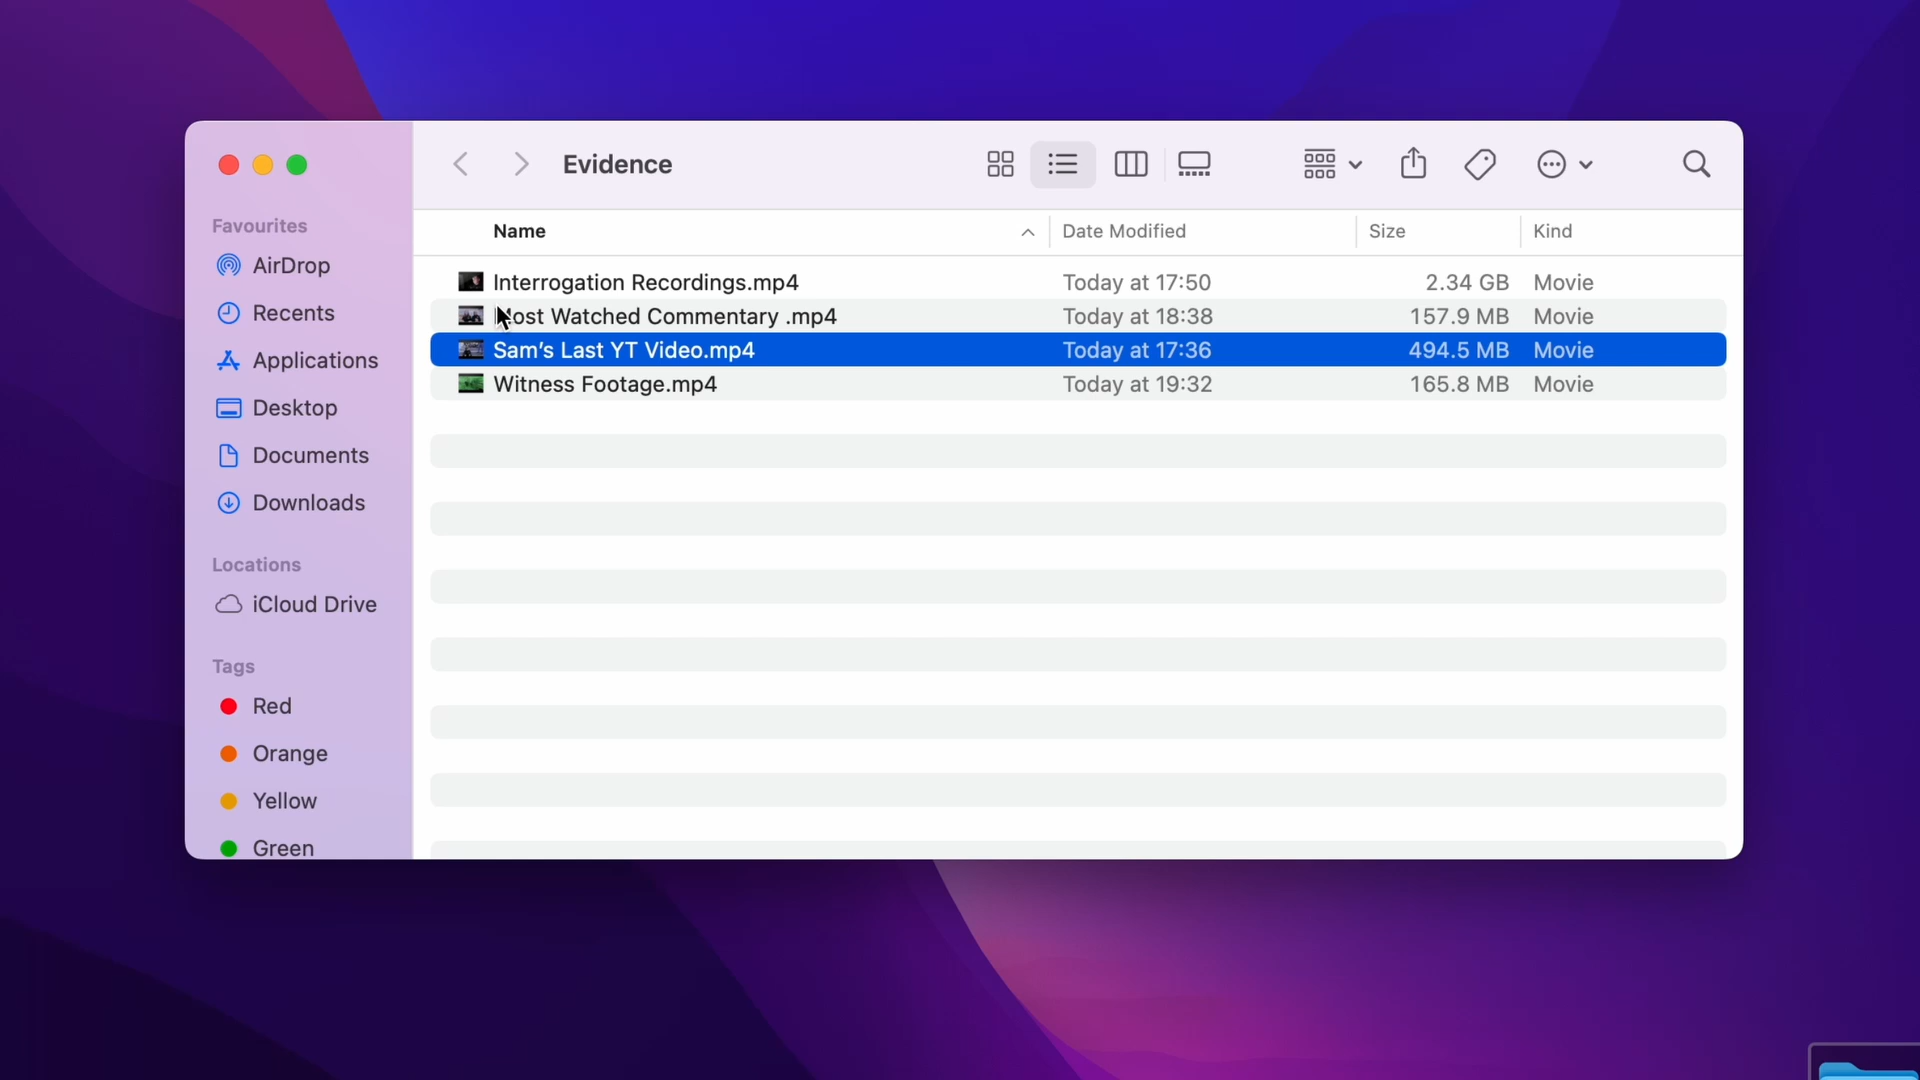 Evidence
Favourites
AirDrop
Recents
Applications
Desktop
Documents
Downloads
Locations
iCloud Drive
Tags
Red
Orange
Yellow
Green
Name Date Modified Size Kind
Interrogation Recordings.mp4 Today at 17:50 2.34 GB Movie
Most Watched Commentary .mp4 Today at 18:38 157.9 MB Movie
Sam's Last YT Video.mp4 Today at 17:36 494.5 MB Movie
Witness Footage.mp4 Today at 19:32 165.8 MB Movie